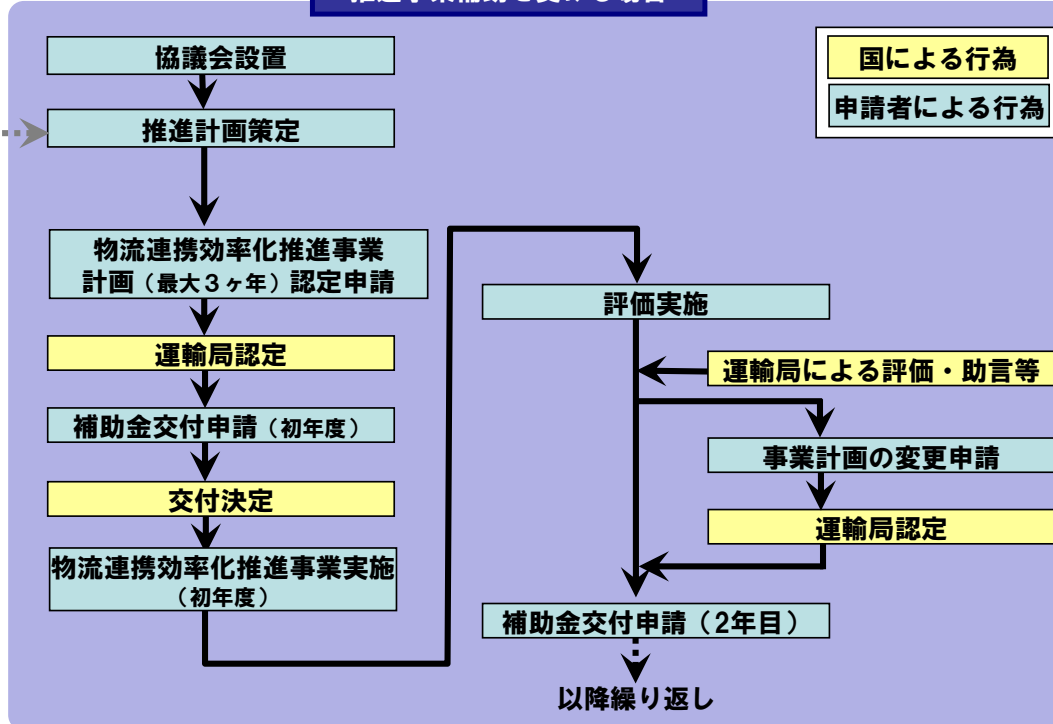 協議会設置
推進計画策定
物流連携効率化推進事業
計画（最大３ヶ年）認定申請
運輸局認定
補助金交付申請（初年度）
交付決定
物流連携効率化推進事業実施
（初年度）
国による行為
申請者による行為
評価実施
運輸局による評価・助言等
事業計画の変更申請
運輸局認定
補助金交付申請（2年目）
以降繰り返し